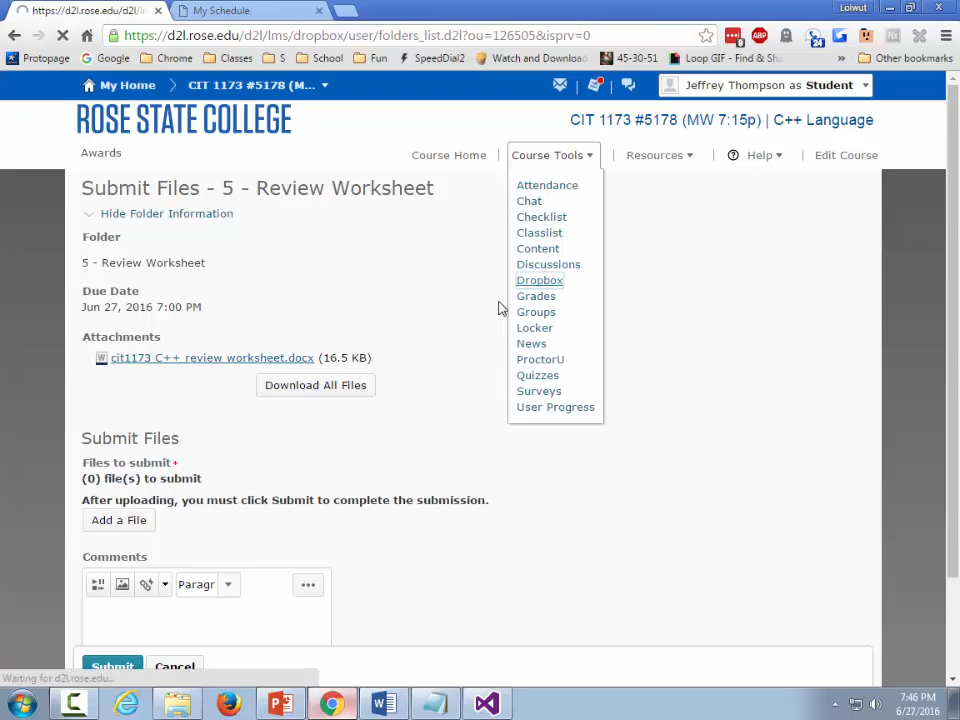 https://d2l.rose.edu/d2l/l
My Schedule
Lolwut
https://d2l.rose.edu/d2l/lms/dropbox/user/folders_list.d2l?ou=126505&isprv=0
Protopage
Google
Chrome
Classes
S
School
Fun
SpeedDial2
Watch and Download
45-30-51
Loop GIF - Find & Sha
»
Other bookmarks
My Home
CIT 1173 #5178 (M...
Jeffrey Thompson as Student
ROSE STATE COLLEGE
CIT 1173 #5178 (MW 7:15p) | C++ Language
Awards
Course Home
Course Tools
Resources
Help
Edit Course
Submit Files - 5 - Review Worksheet
Hide Folder Information
Folder
5 - Review Worksheet
Due Date
Jun 27, 2016 7:00 PM
Attachments
cit1173 C++ review worksheet.docx (16.5 KB)
Download All Files
Attendance
Chat
Checklist
Classlist
Content
Discussions
Dropbox
Grades
Groups
Locker
News
ProctorU
Quizzes
Surveys
User Progress
Submit Files
Files to submit*
(0) file(s) to submit
After uploading, you must click Submit to complete the submission.
Add a File
Comments
Paragr
Submit
Cancel
Waiting for d2l.rose.edu...
7:46 PM
6/27/2016